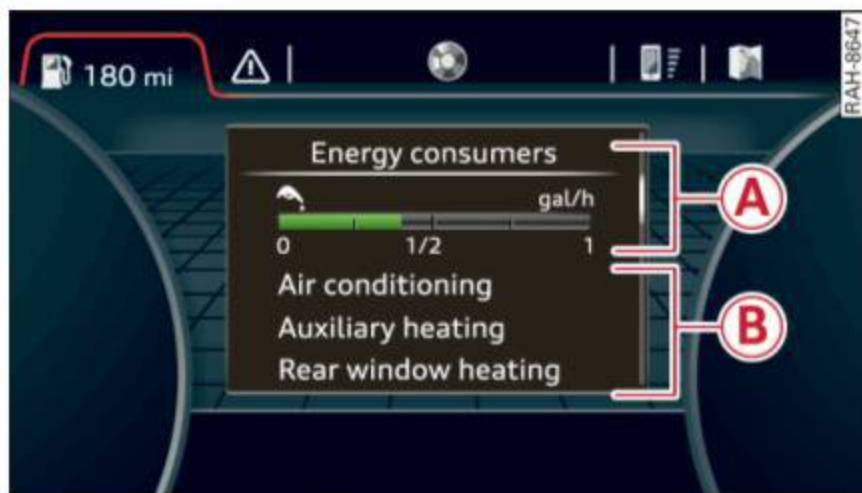 180 mi
RAH-8647
Energy consumers
gal/h
0 1/2 1
A
Air conditioning
Auxiliary heating
Rear window heating
B